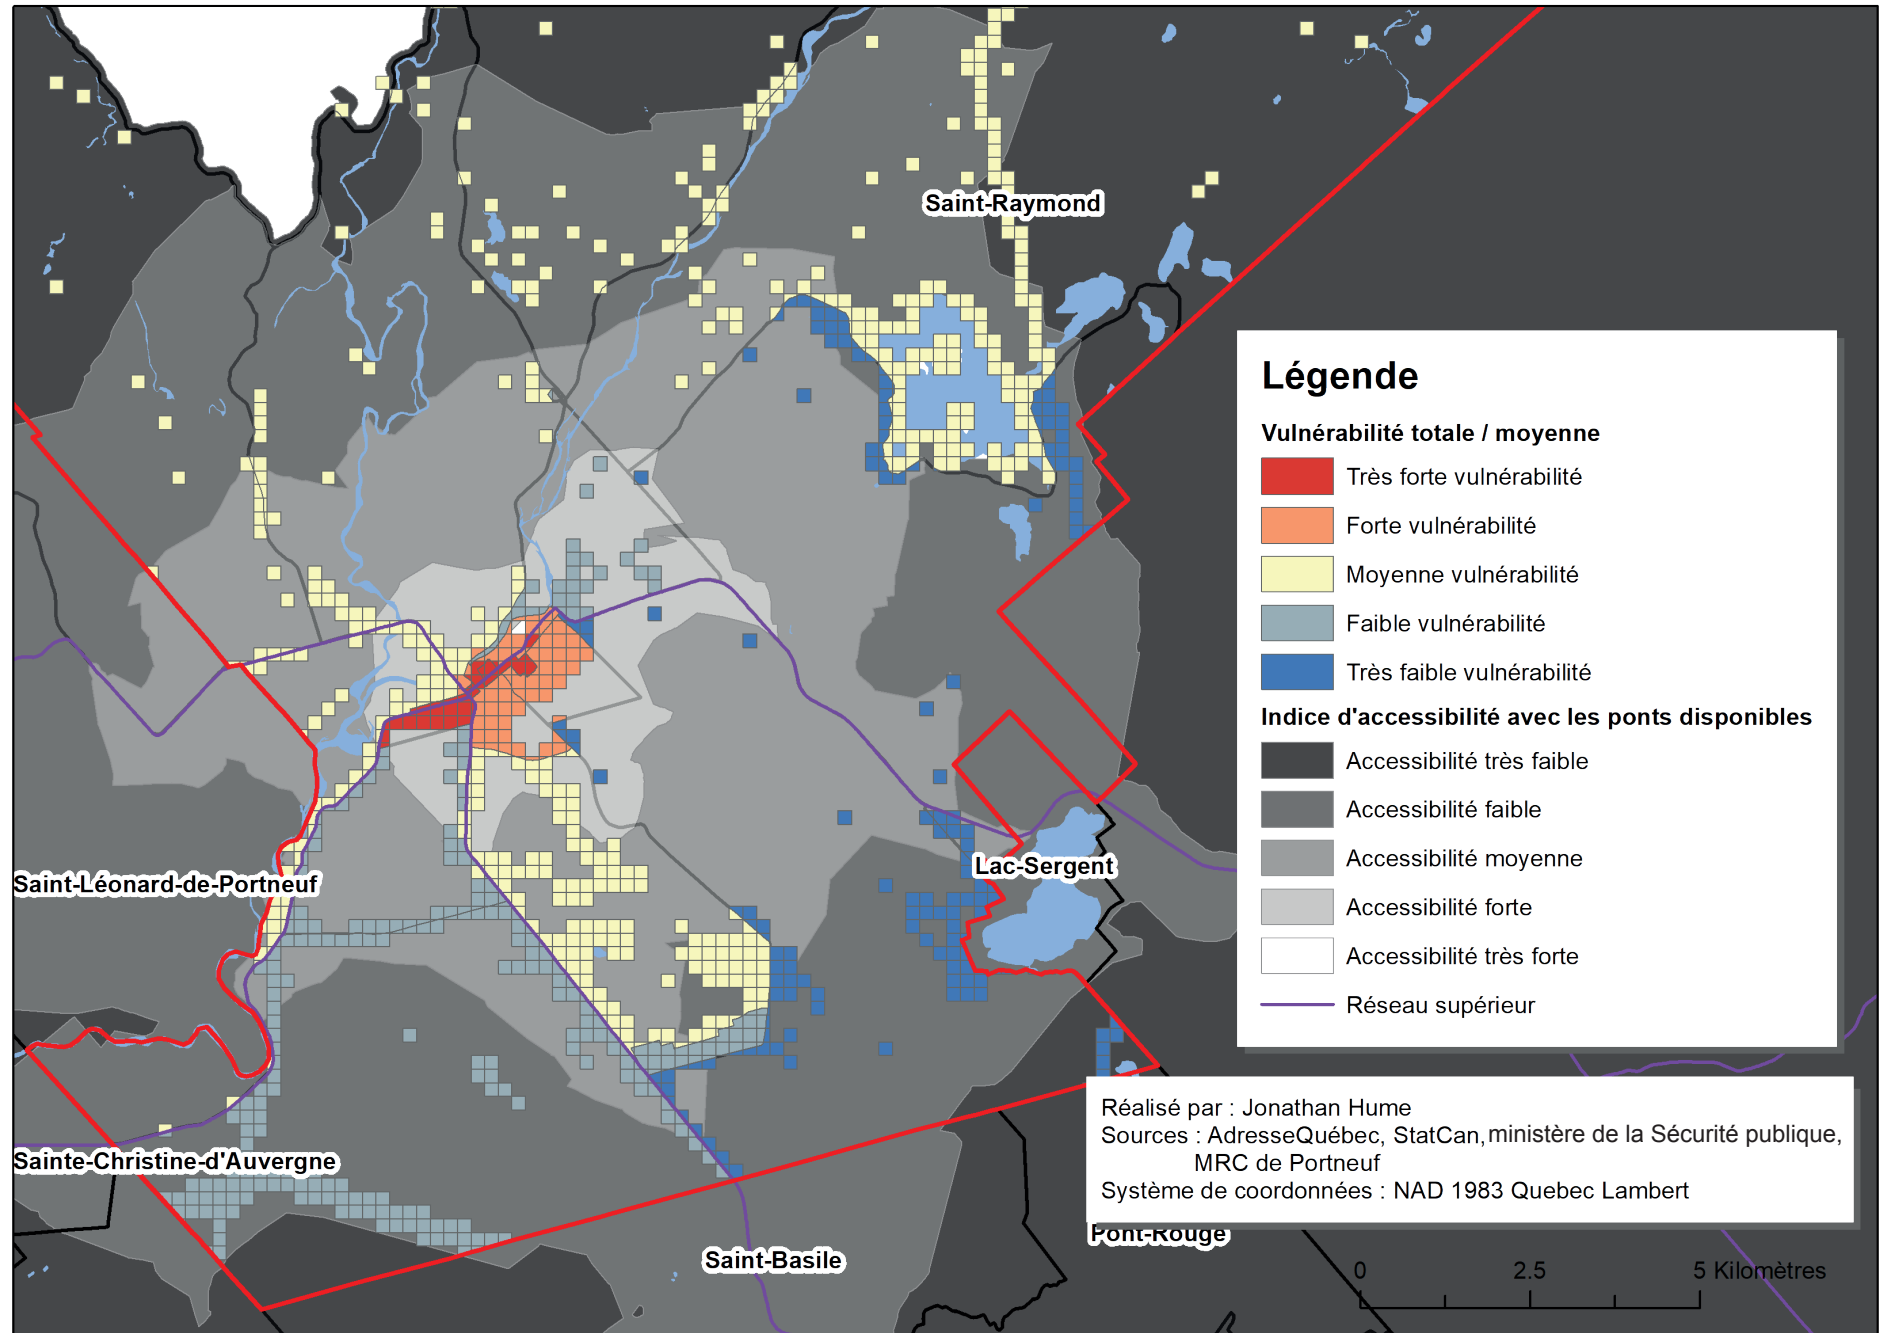 Saint-Raymond
Légende
Vulnérabilité totale / moyenne
Très forte vulnérabilité
Forte vulnérabilité
Moyenne vulnérabilité
Faible vulnérabilité
Très faible vulnérabilité
Indice d'accessibilité avec les ponts disponibles
Accessibilité très faible
Accessibilité faible
Accessibilité moyenne
Accessibilité forte
Accessibilité très forte
Réseau supérieur
Lac-Sergent
Saint-Léonard-de-Portneuf
Réalisé par : Jonathan Hume
Sources : AdresseQuébec, StatCan, ministère de la Sécurité publique,
MRC de Portneuf
Système de coordonnées : NAD 1983 Quebec Lambert
Sainte-Christine-d'Auvergne
Pont-Rouge
Saint-Basile
0 2.5 5 Kilomètres